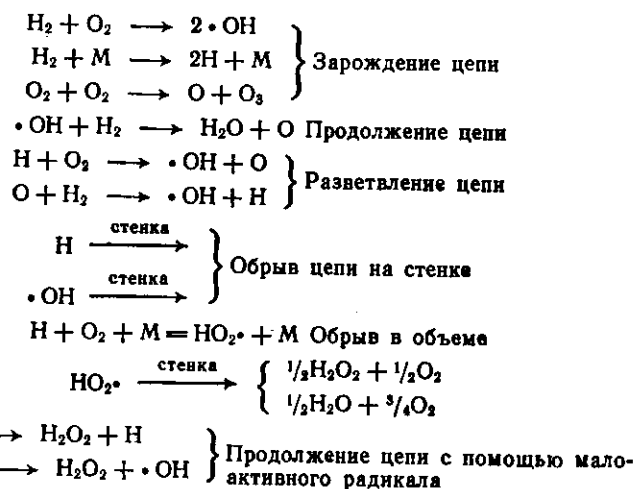 H₂ + O₂ ⟶ 2 • OH
H₂ + M ⟶ 2H + M } Зарождение цепи
O₂ + O₂ ⟶ O + O₃
• OH + H₂ ⟶ H₂O + O Продолжение цепи
H + O₂ ⟶ • OH + O
O + H₂ ⟶ • OH + H } Разветвление цепи
H стенка ⟶
• OH стенка ⟶ } Обрыв цепи на стенке
H + O₂ + M = HO₂• + M Обрыв в объеме
HO₂• стенка ⟶ { ¹/₂H₂O₂ + ¹/₂O₂
¹/₂H₂O + ³/₄O₂
→ H₂O₂ + H
→ H₂O₂ + • OH } Продолжение цепи с помощью мало-
активного радикала